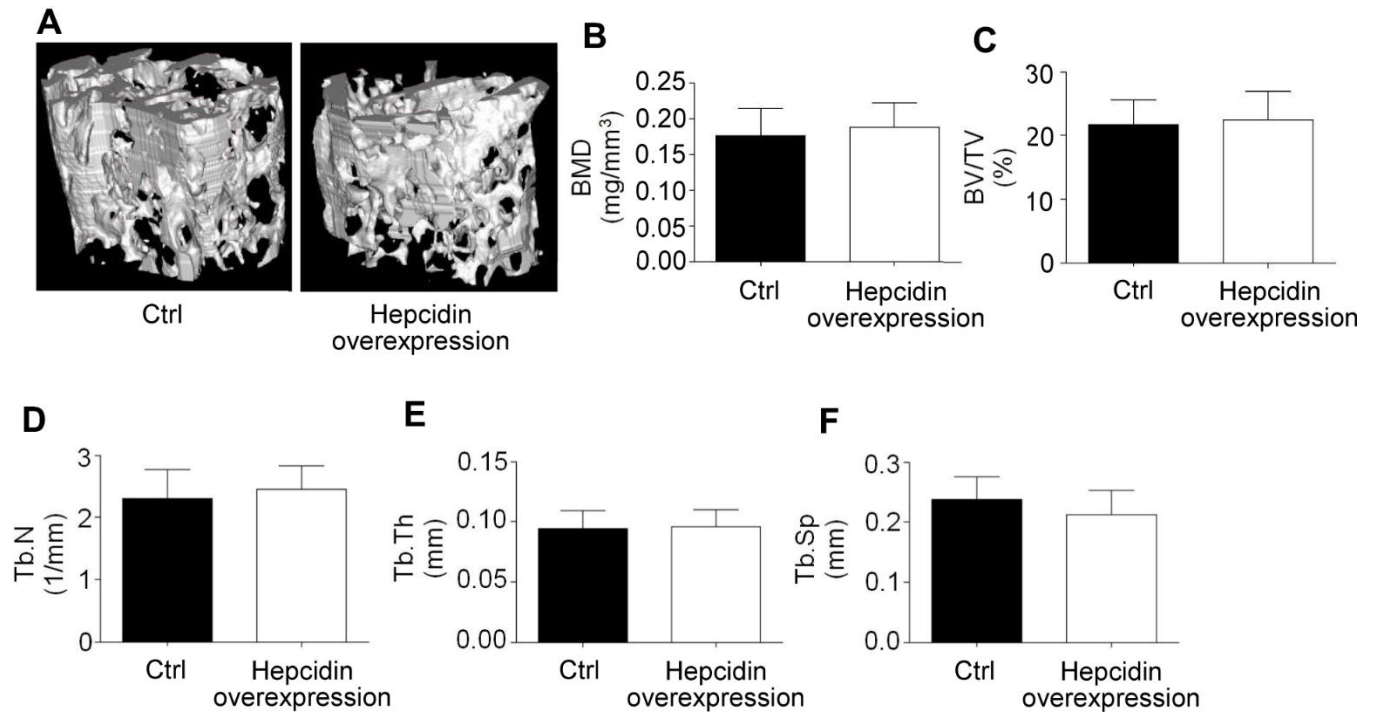 A
Ctrl
Hepcidin
overexpression
B
BMD
(mg/mm³)
0.25
0.20
0.15
0.10
0.05
0.00
Ctrl
Hepcidin
overexpression
C
BV/TV
(%)
30
20
10
0
Ctrl
Hepcidin
overexpression
D
Tb.N
(1/mm)
3
2
1
0
Ctrl
Hepcidin
overexpression
E
Tb.Th
(mm)
0.15
0.10
0.05
0.00
Ctrl
Hepcidin
overexpression
F
Tb.Sp
(mm)
0.3
0.2
0.1
0.0
Ctrl
Hepcidin
overexpression